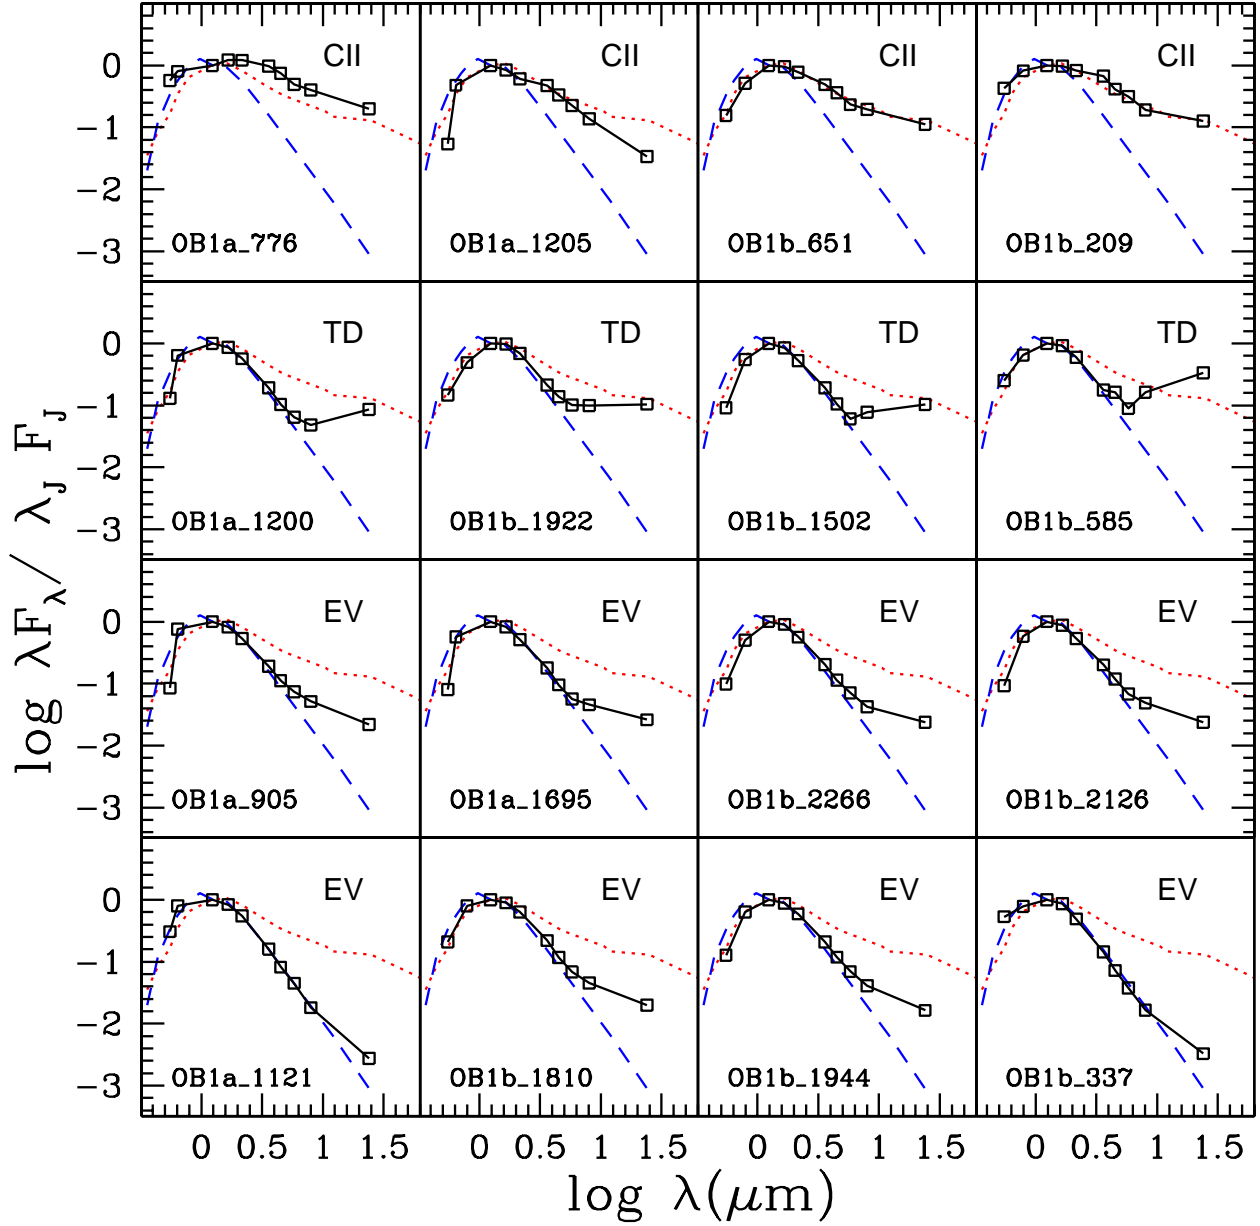 CII CII CII CII
0
-1
-2
-3
OB1a_776 OB1a_1205 OB1b_651 OB1b_209
TD TD TD TD
0
-1
-2
-3
OB1a_1200 OB1b_1922 OB1b_1502 OB1b_585
EV EV EV EV
0
-1
-2
-3
OB1a_905 OB1a_1695 OB1b_2266 OB1b_2126
EV EV EV EV
0
-1
-2
-3
OB1a_1121 OB1b_1810 OB1b_1944 OB1b_337
0 0.5 1 1.5 0 0.5 1 1.5 0 0.5 1 1.5 0 0.5 1 1.5
log λ(μm)
log λF_λ/ λ_J F_J